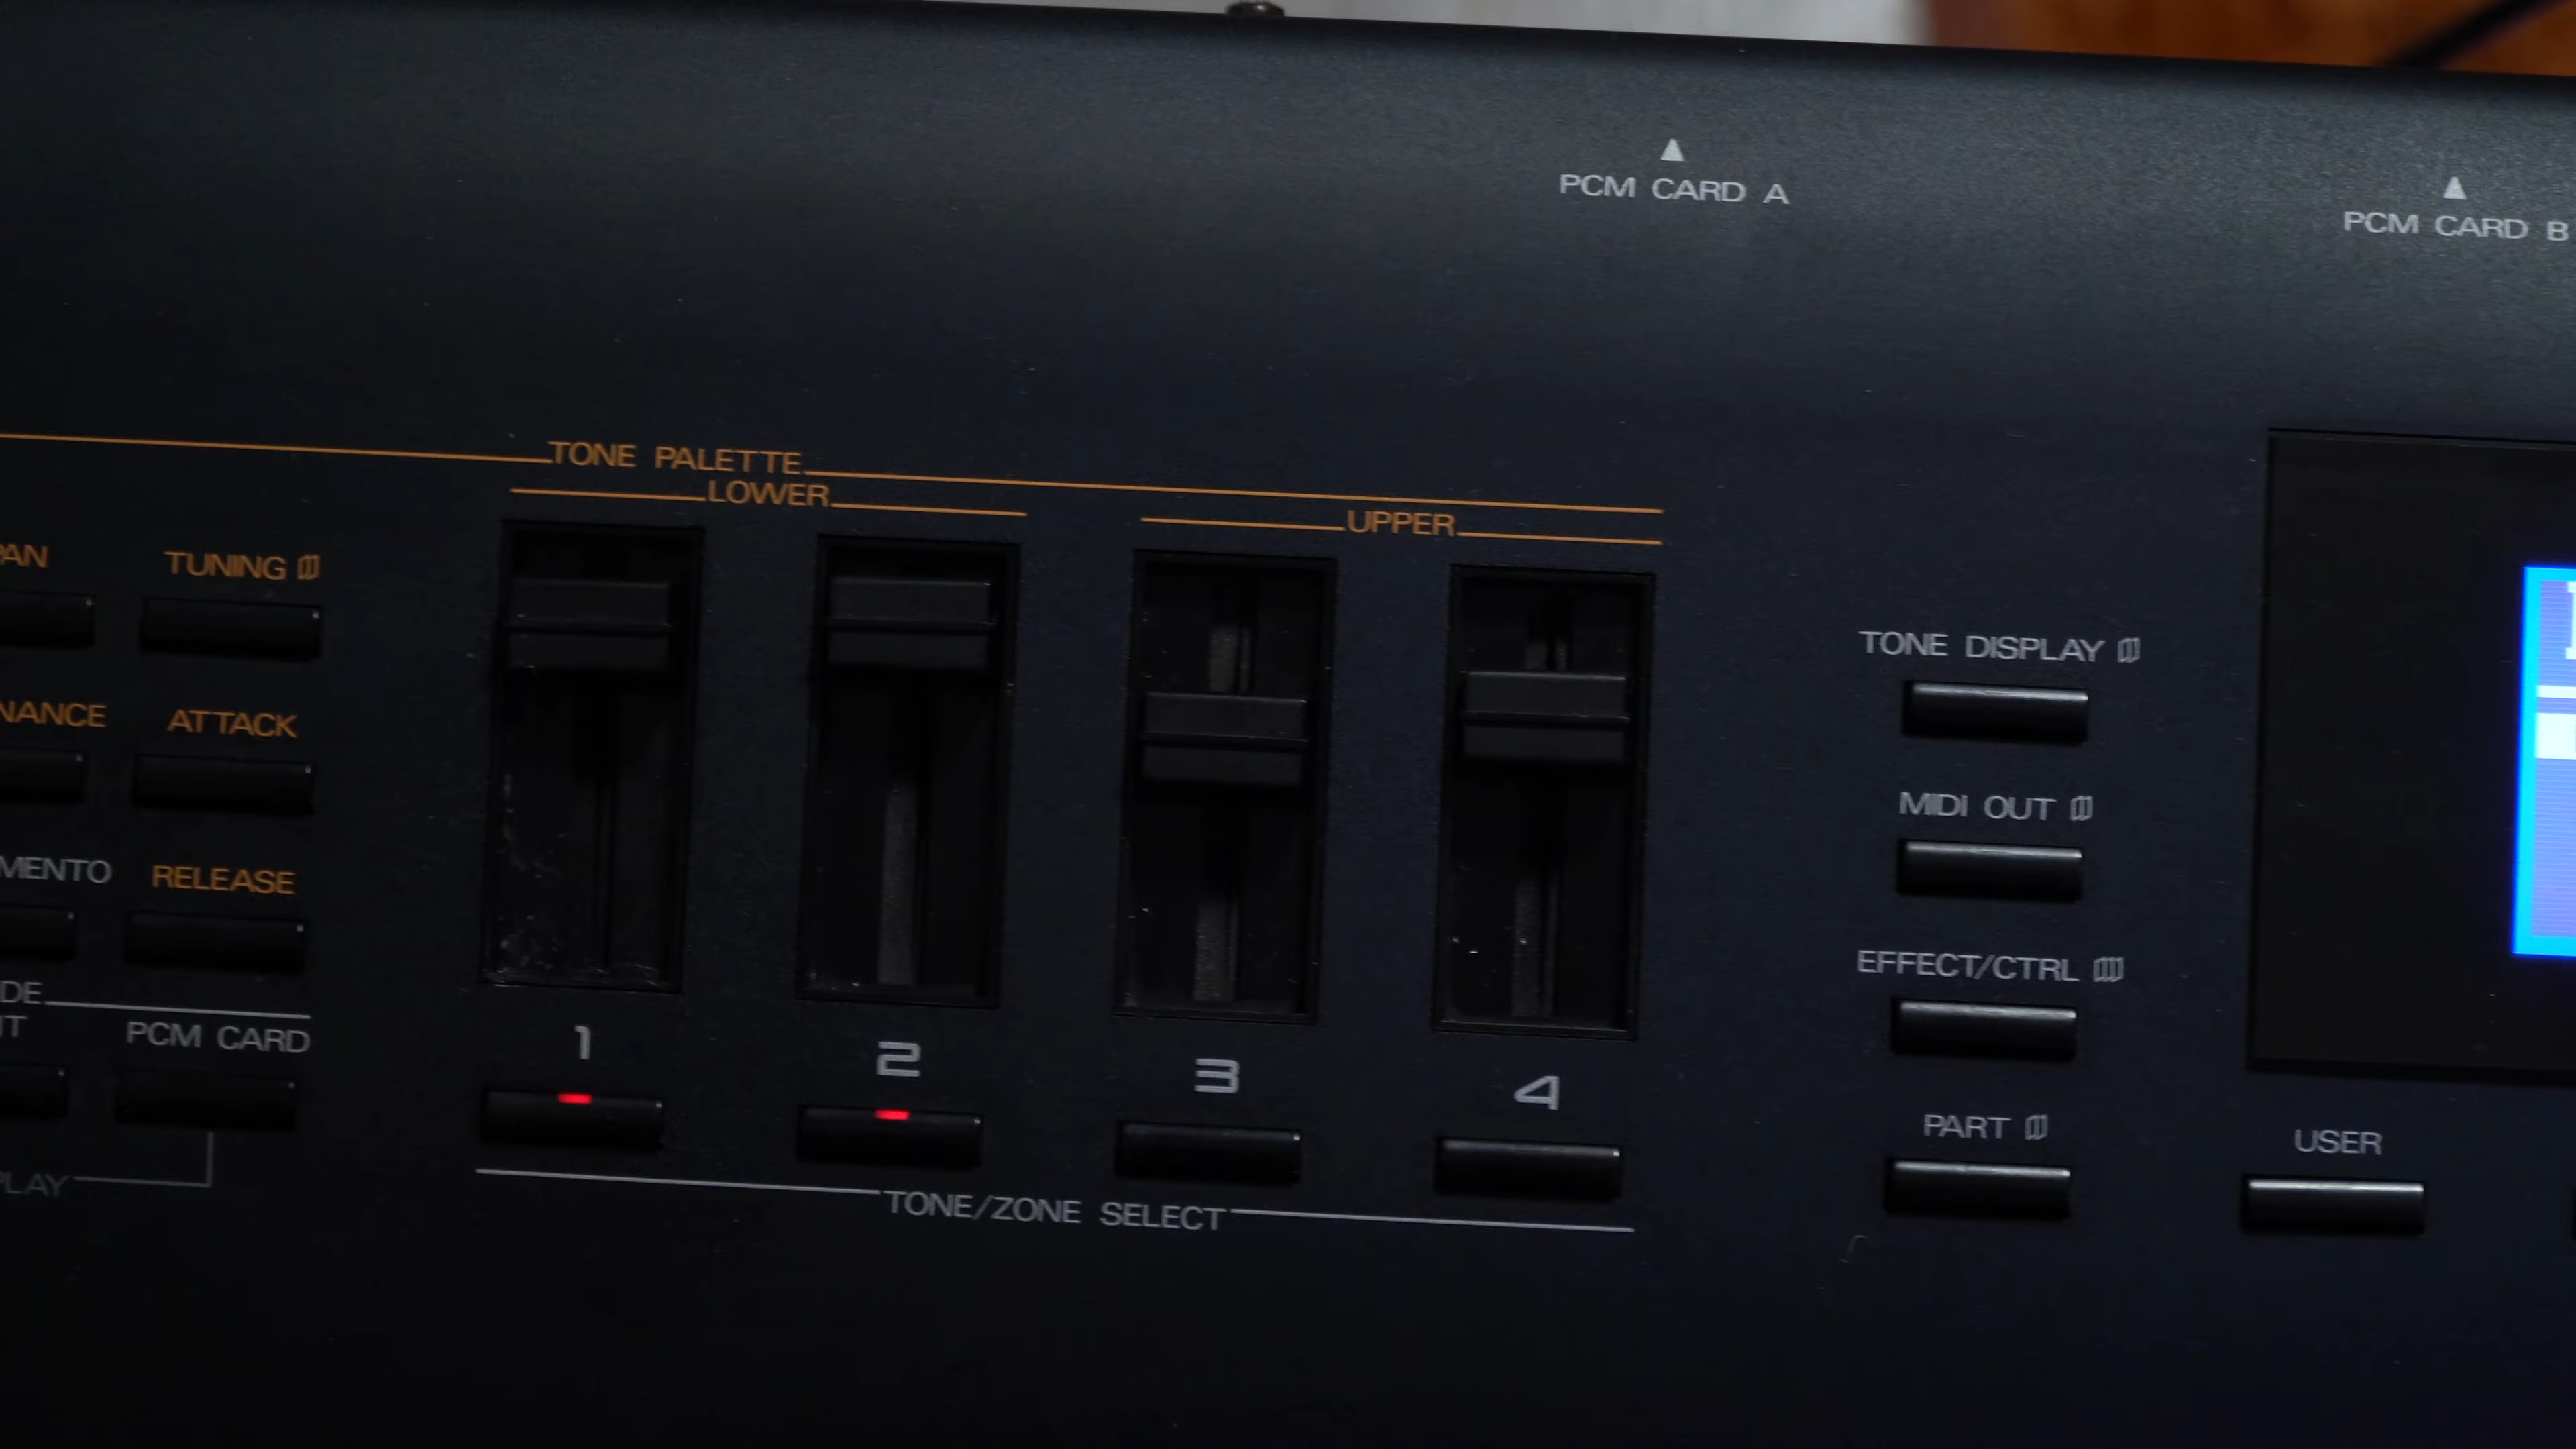 PCM CARD A
PCM CARD B
TONE PALETTE
LOWER
UPPER
TUNING
TONE DISPLAY
ATTACK
MIDI OUT
RELEASE
EFFECT/CTRL
PCM CARD
1
2
3
4
PART
USER
TONE/ZONE SELECT